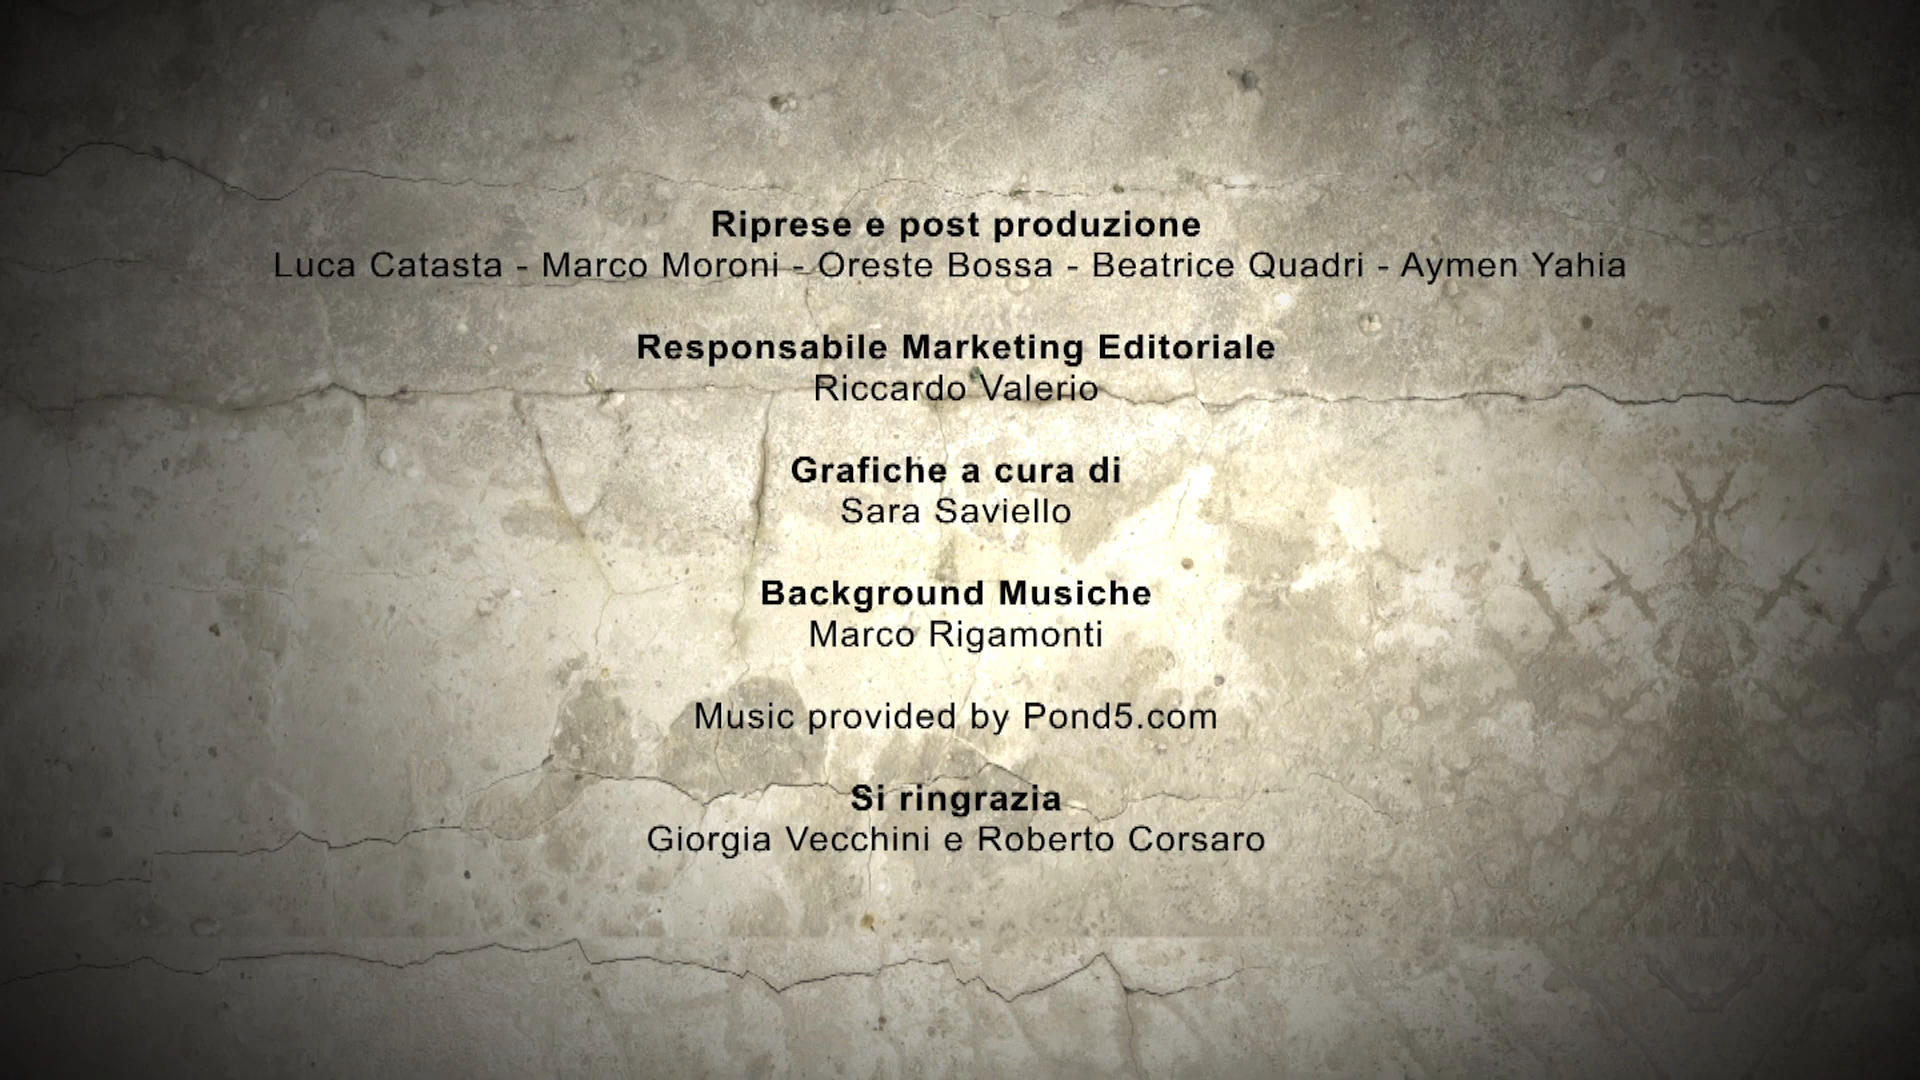 Riprese e post produzione
Luca Catasta - Marco Moroni - Oreste Bossa - Beatrice Quadri - Aymen Yahia
Responsabile Marketing Editoriale
Riccardo Valerio
Grafiche a cura di
Sara Saviello
Background Musiche
Marco Rigamonti
Music provided by Pond5.com
Si ringrazia
Giorgia Vecchini e Roberto Corsaro